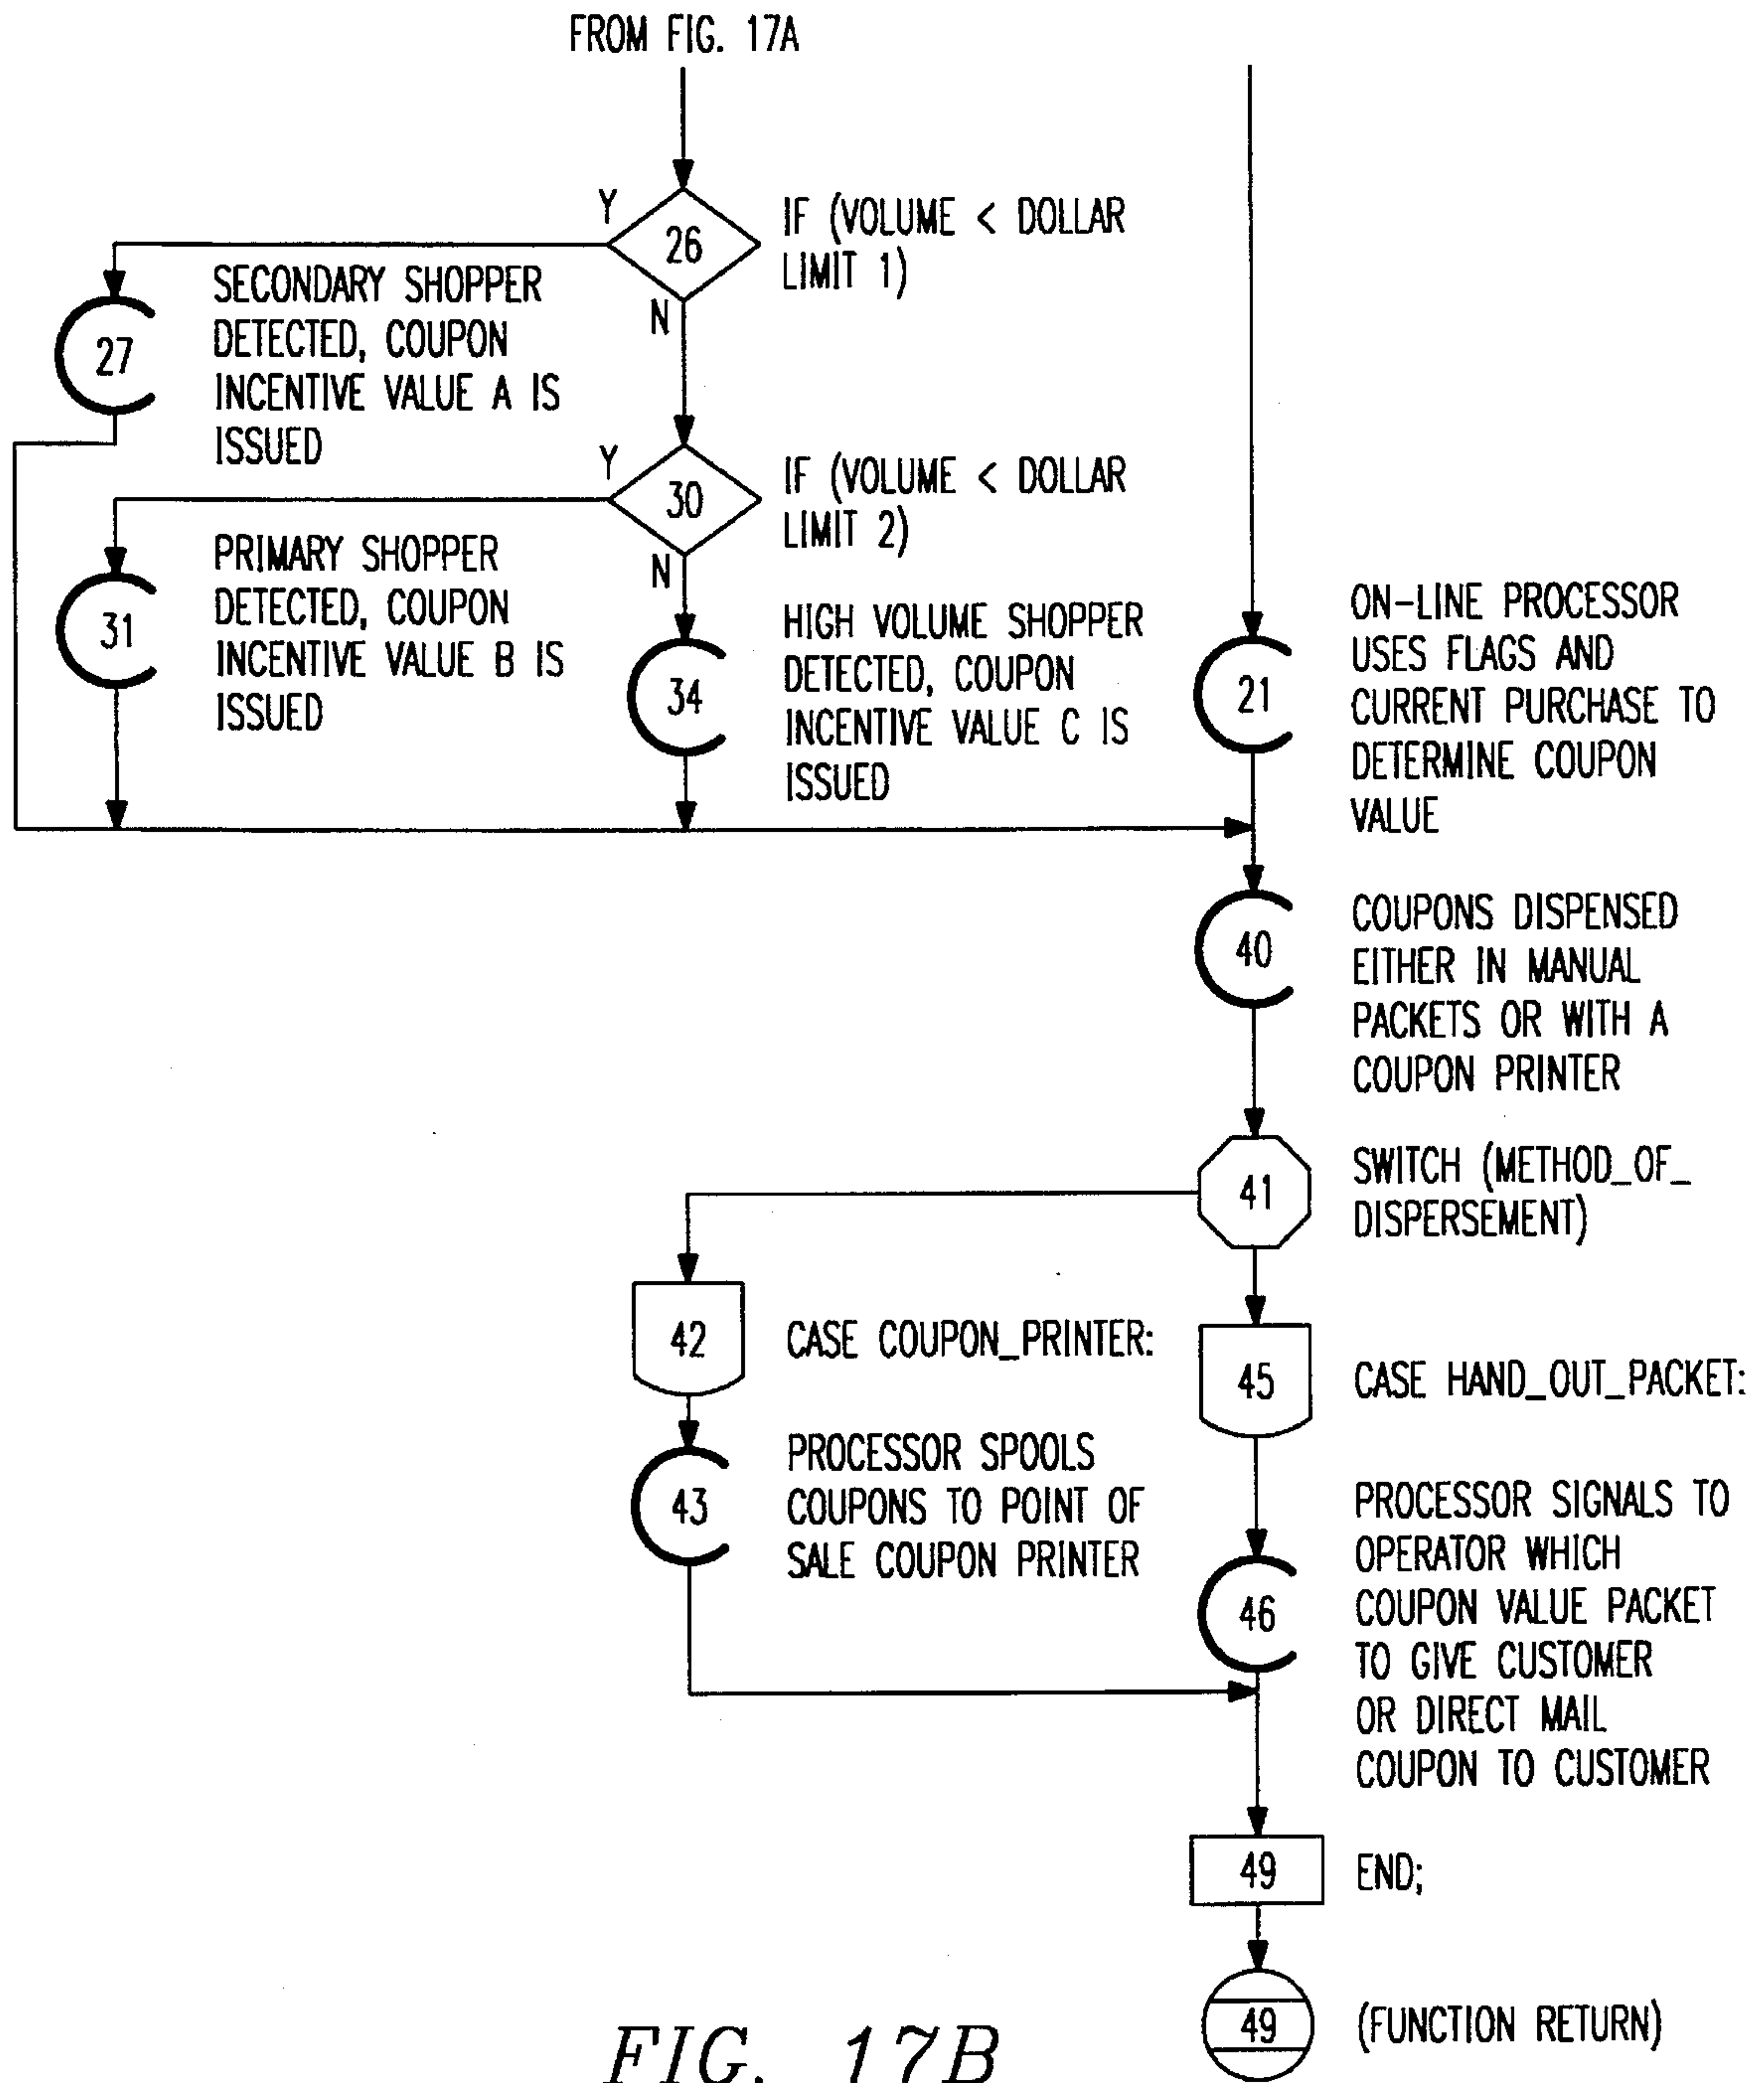 FROM FIG. 17A
Y
26
IF (VOLUME < DOLLAR
LIMIT 1)
N
27
SECONDARY SHOPPER
DETECTED, COUPON
INCENTIVE VALUE A IS
ISSUED
Y
30
IF (VOLUME < DOLLAR
LIMIT 2)
N
31
PRIMARY SHOPPER
DETECTED, COUPON
INCENTIVE VALUE B IS
ISSUED
34
HIGH VOLUME SHOPPER
DETECTED, COUPON
INCENTIVE VALUE C IS
ISSUED
21
ON-LINE PROCESSOR
USES FLAGS AND
CURRENT PURCHASE TO
DETERMINE COUPON
VALUE
40
COUPONS DISPENSED
EITHER IN MANUAL
PACKETS OR WITH A
COUPON PRINTER
41
SWITCH (METHOD_OF_
DISPERSEMENT)
42
CASE COUPON_PRINTER:
45
CASE HAND_OUT_PACKET:
43
PROCESSOR SPOOLS
COUPONS TO POINT OF
SALE COUPON PRINTER
46
PROCESSOR SIGNALS TO
OPERATOR WHICH
COUPON VALUE PACKET
TO GIVE CUSTOMER
OR DIRECT MAIL
COUPON TO CUSTOMER
49
END;
49
(FUNCTION RETURN)
FIG. 17B